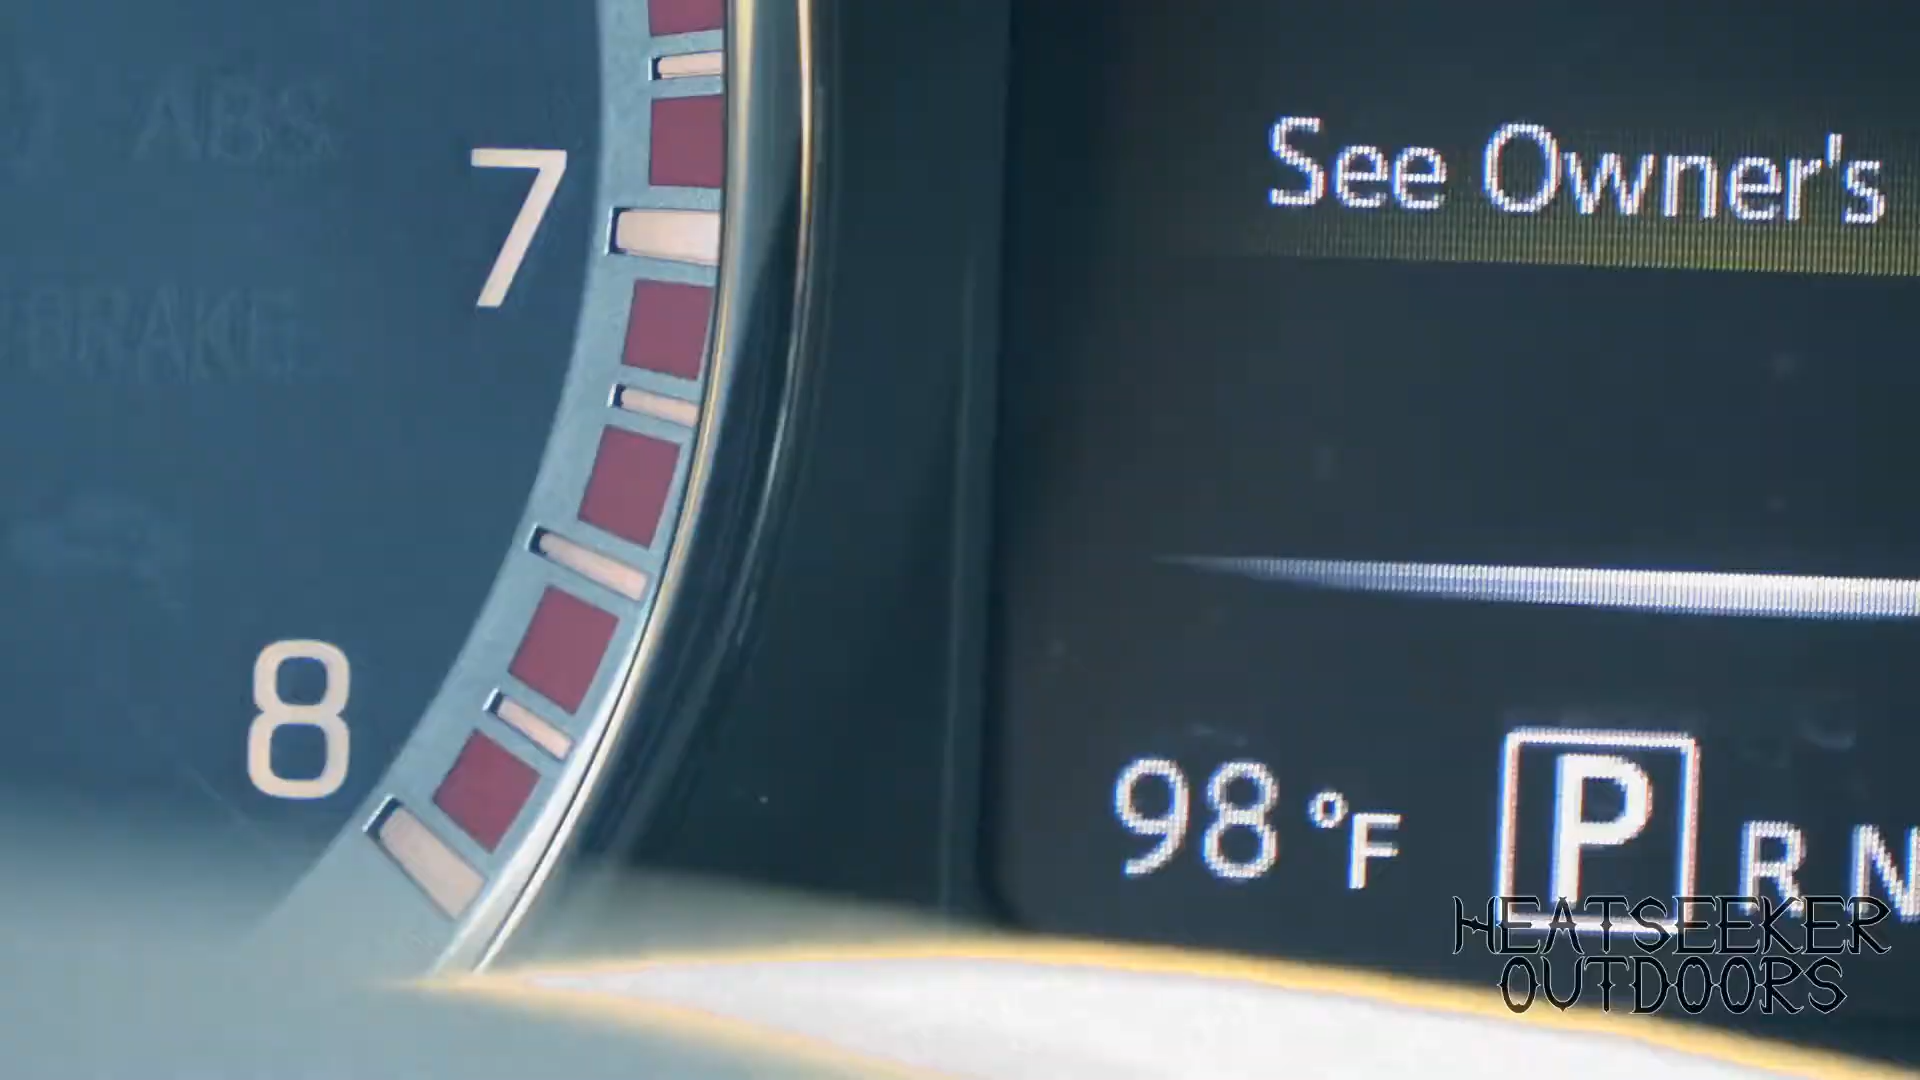 ABS
7
See Owner's
BRAKE
8
98 °F P R N
HEATSEEKER
OUTDOORS